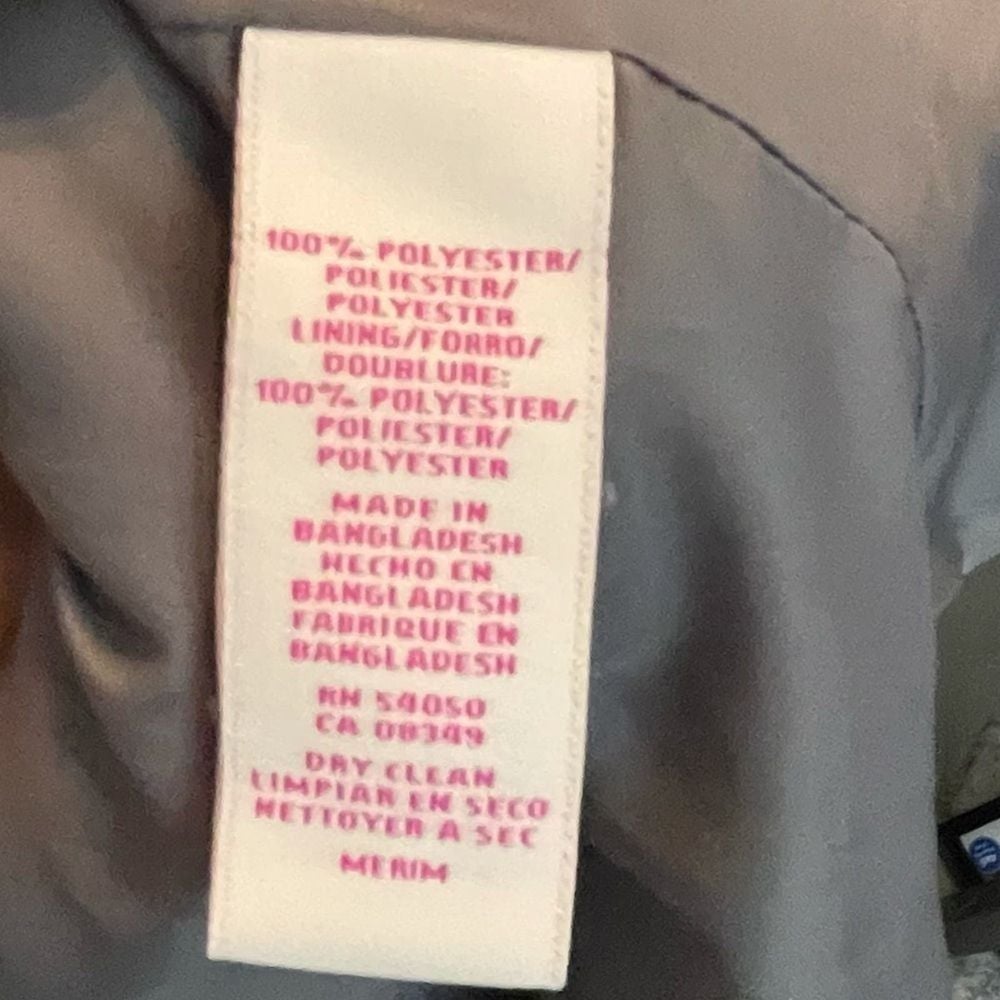 100% POLYESTER/
POLIESTER/
POLYESTER
LINING/FORRO/
DOUBLURE:
100% POLYESTER/
POLIESTER/
POLYESTER
MADE IN
BANGLADESH
HECHO EN
BANGLADESH
FABRIQUE EN
BANGLADESH
RN 54050
CA 08349
DRY CLEAN
LIMPIAR EN SECO
NETTOYER A SEC
MERIM